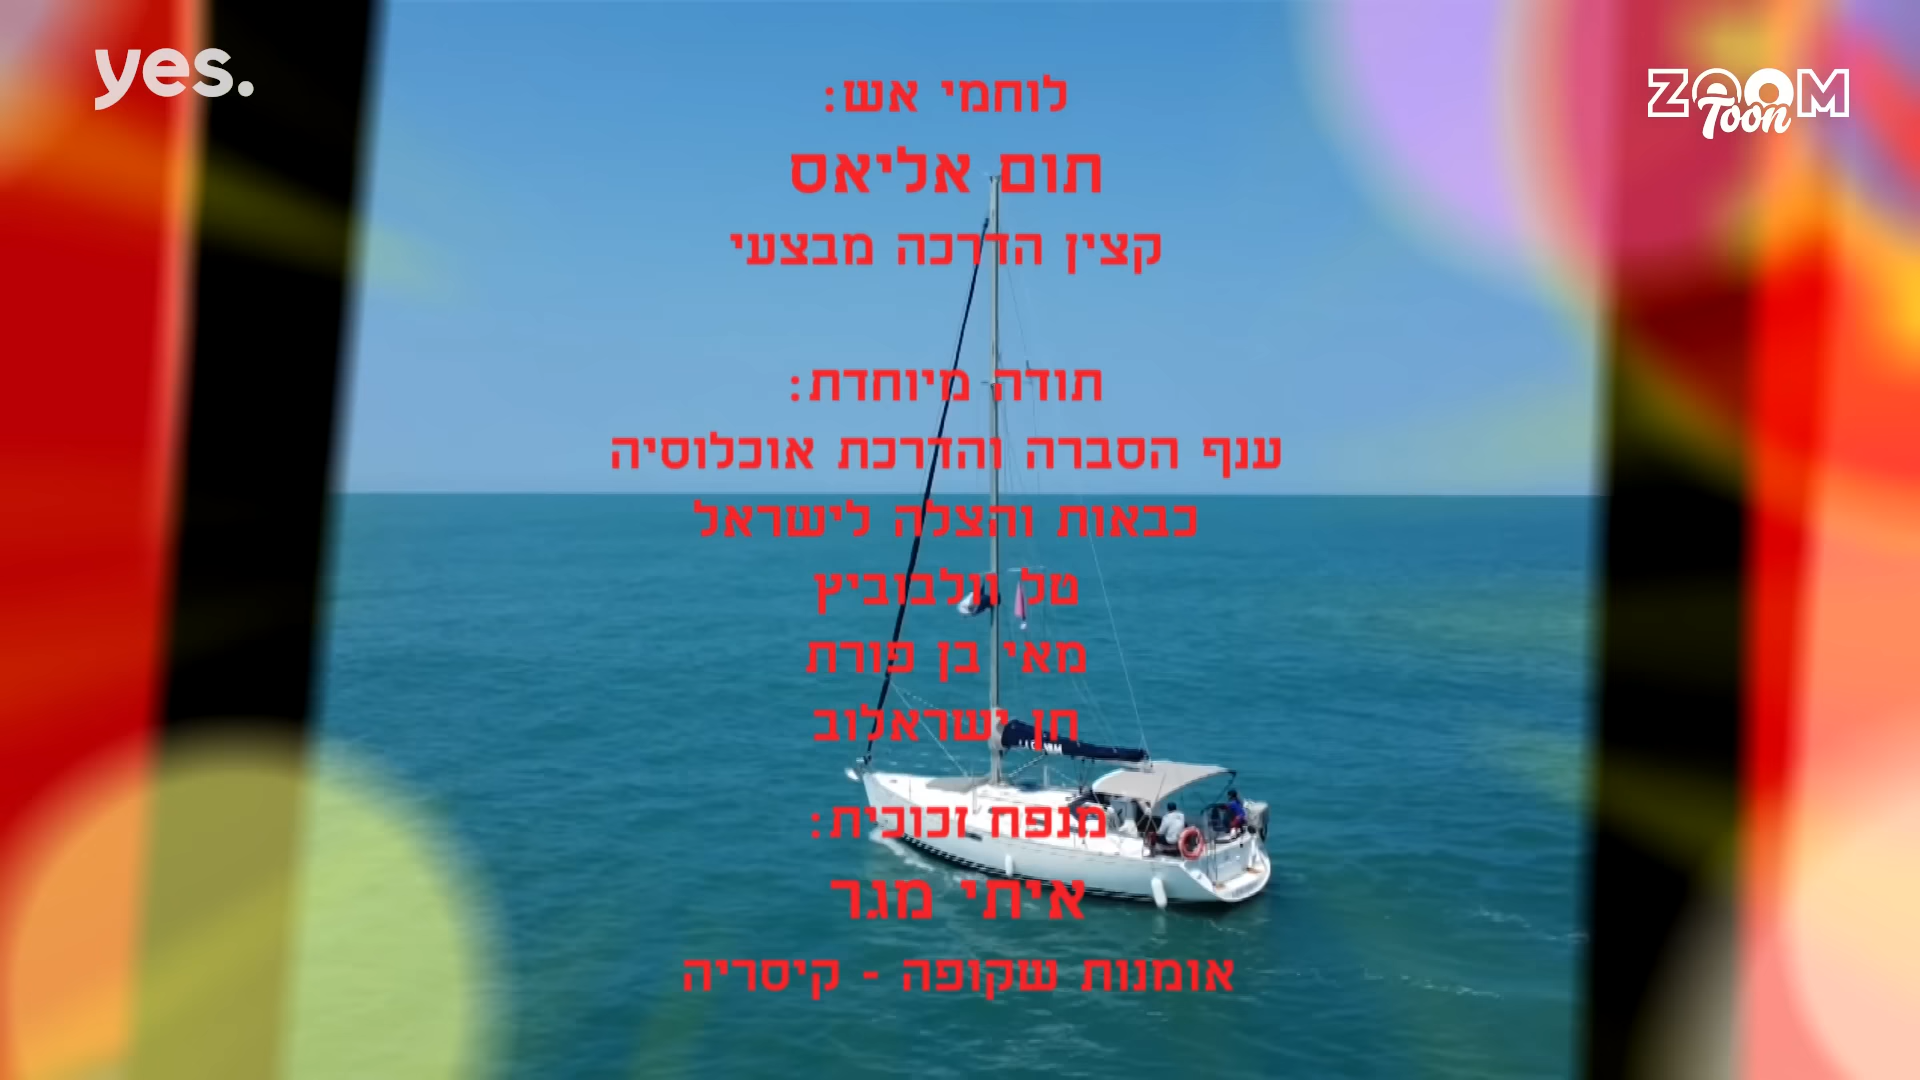 yes.
ZOOM
Toon
לוחמי אש:
תום אליאס
קצין הדרכה מבצעי
תודה מיוחדת:
ענף הסברה והדרכת אוכלוסיה
כבאות והצלה לישראל
טל וולבוביץ
מאי בן פורת
חן ישראלוב
מנפח זכוכית:
איתי מגר
אומנות שקופה - קיסריה